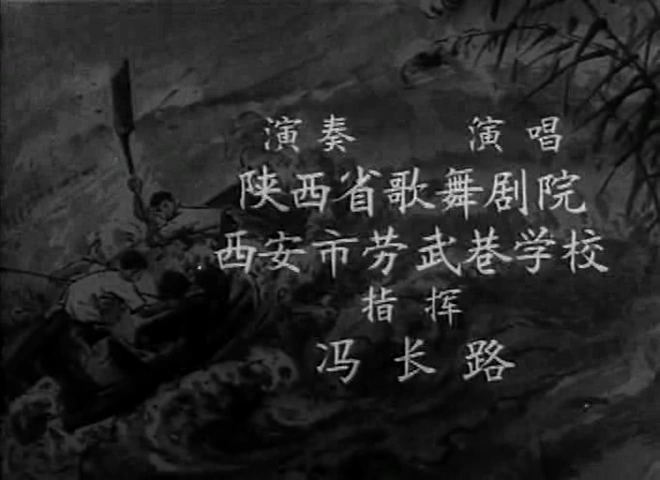 演奏 演唱
陕西省歌舞剧院
西安市劳武巷学校
指挥
冯长路